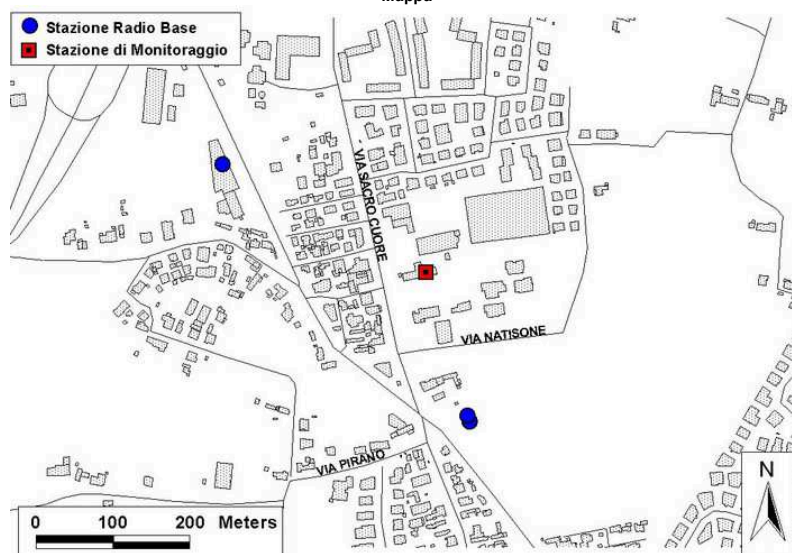 Mappa
Stazione Radio Base
Stazione di Monitoraggio
VIA SACRO CUORE
VIA NATISONE
VIA PIRANO
N
0 100 200 Meters